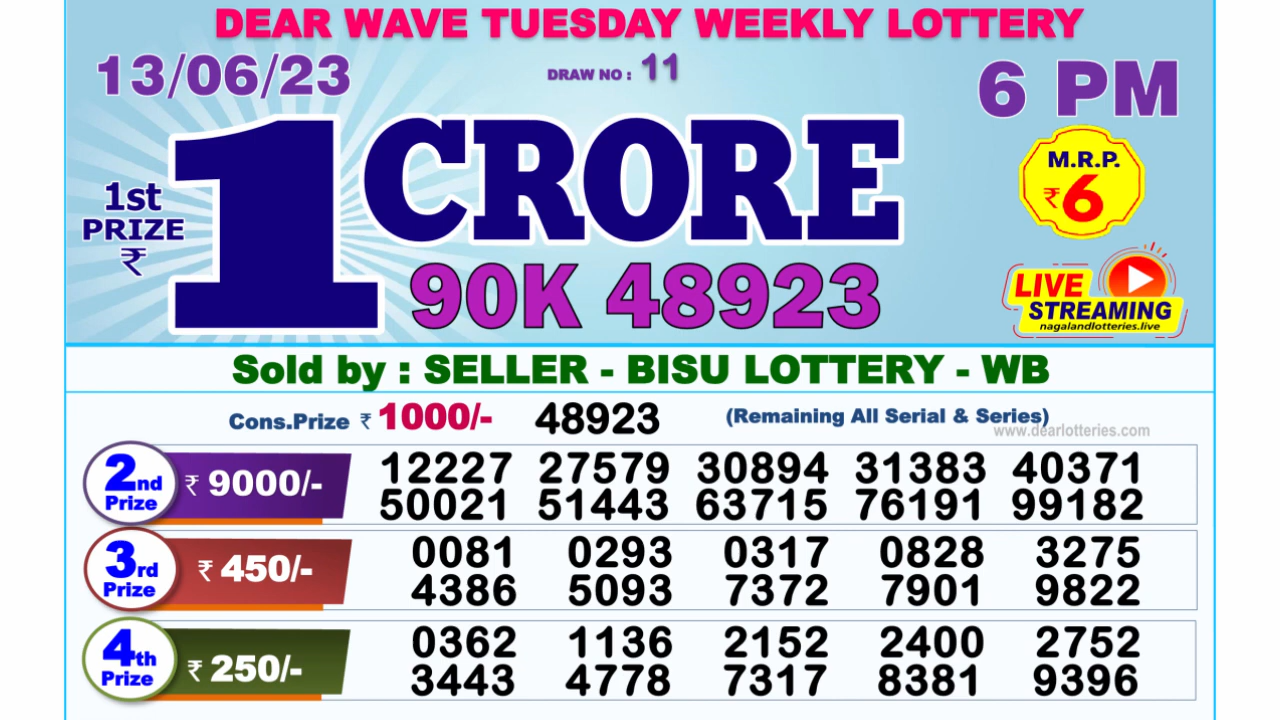 DEAR WAVE TUESDAY WEEKLY LOTTERY
13/06/23
DRAW NO : 11
6 PM
1st
PRIZE
₹
1 CRORE
M.R.P.
₹6
90K 48923
LIVE
STREAMING
nagalandlotteries.live
Sold by : SELLER - BISU LOTTERY - WB
Cons.Prize ₹ 1000/- 48923 (Remaining All Serial & Series)
www.dearlotteries.com
2nd Prize ₹ 9000/-
12227 27579 30894 31383 40371
50021 51443 63715 76191 99182
3rd Prize ₹ 450/-
0081 0293 0317 0828 3275
4386 5093 7372 7901 9822
4th Prize ₹ 250/-
0362 1136 2152 2400 2752
3443 4778 7317 8381 9396